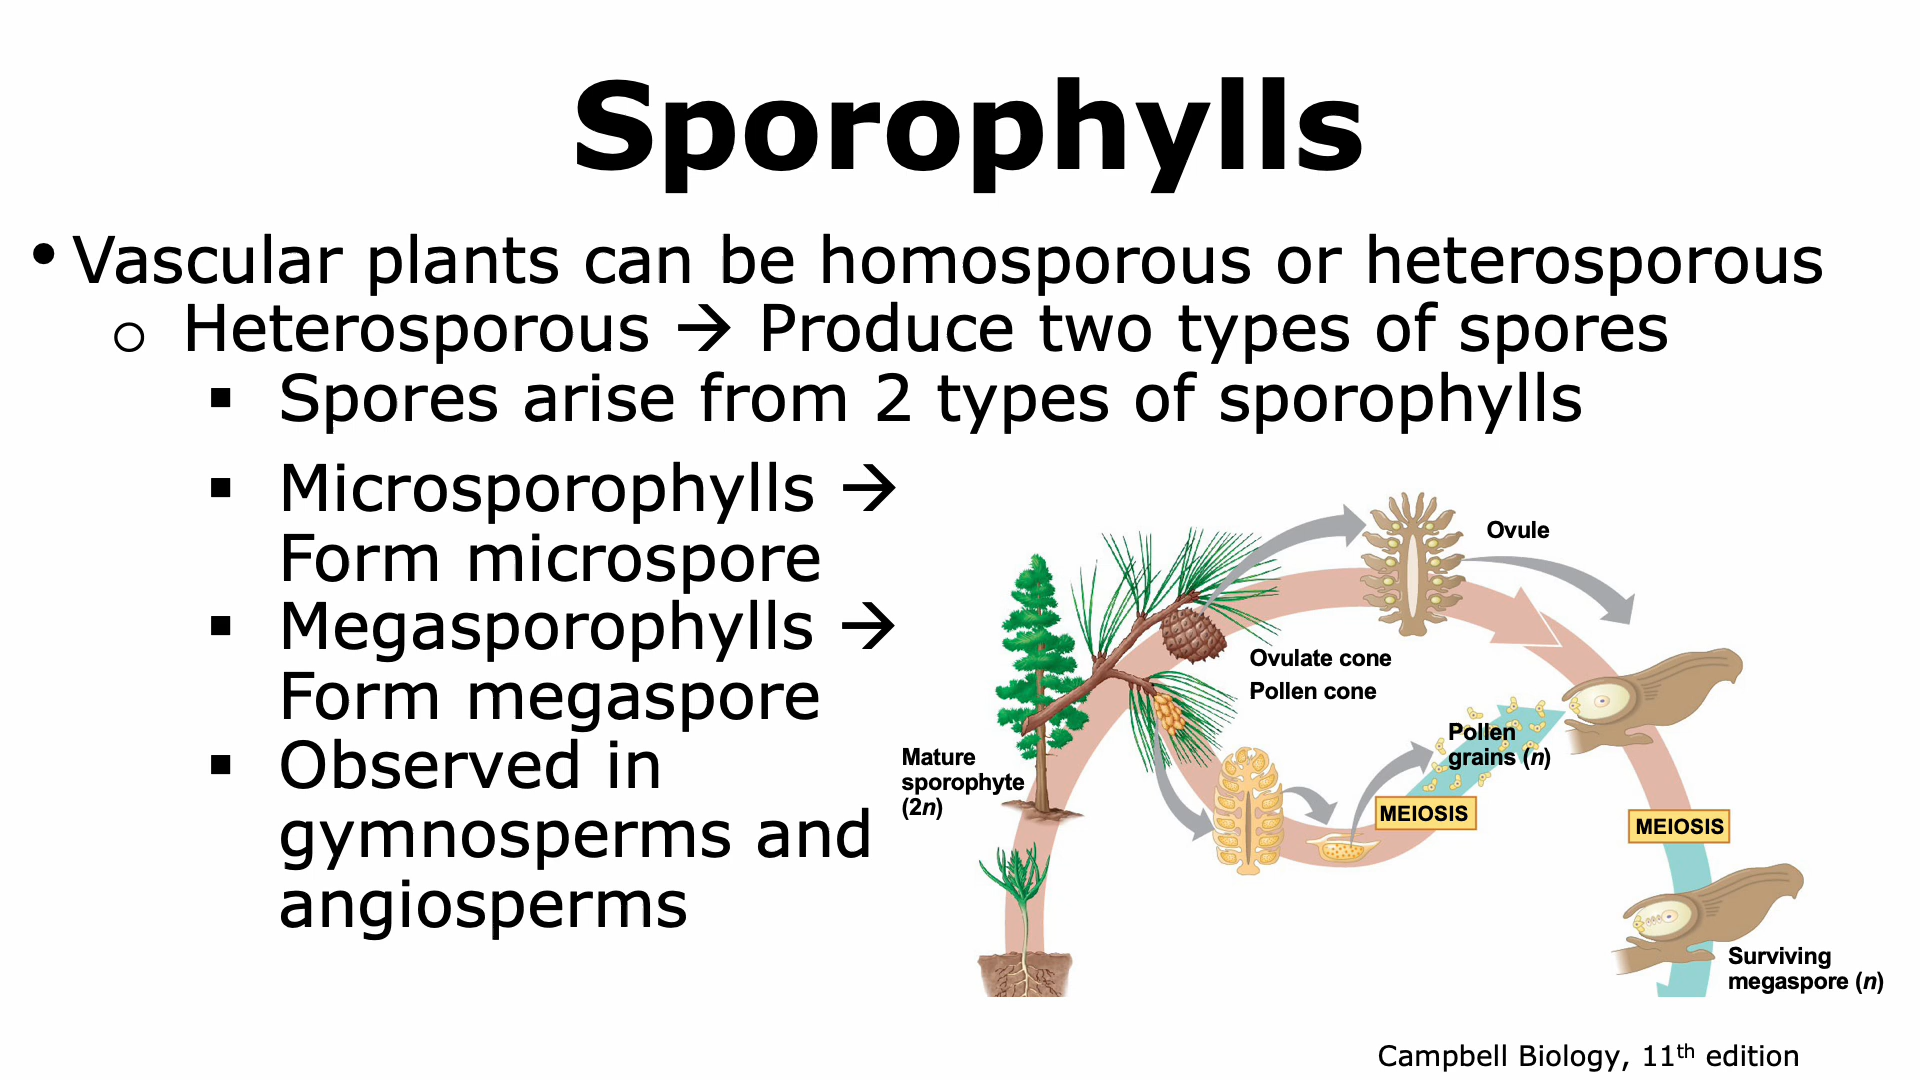 Sporophylls
• Vascular plants can be homosporous or heterosporous
o Heterosporous → Produce two types of spores
▪ Spores arise from 2 types of sporophylls
▪ Microsporophylls →
Form microspore
▪ Megasporophylls →
Form megaspore
▪ Observed in
gymnosperms and
angiosperms
Ovule
Ovulate cone
Pollen cone
Pollen
grains (n)
Mature
sporophyte
(2n)
MEIOSIS
MEIOSIS
Surviving
megaspore (n)
Campbell Biology, 11th edition